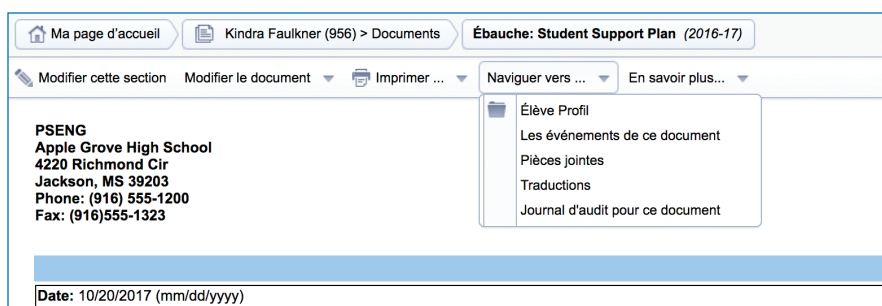 Ma page d'accueil
Kindra Faulkner (956) > Documents
Ébauche: Student Support Plan (2016-17)
Modifier cette section
Modifier le document
Imprimer ...
Naviguer vers ...
En savoir plus...
Élève Profil
Les événements de ce document
Pièces jointes
Traductions
Journal d'audit pour ce document
PSENG
Apple Grove High School
4220 Richmond Cir
Jackson, MS 39203
Phone: (916) 555-1200
Fax: (916)555-1323
Date: 10/20/2017 (mm/dd/yyyy)